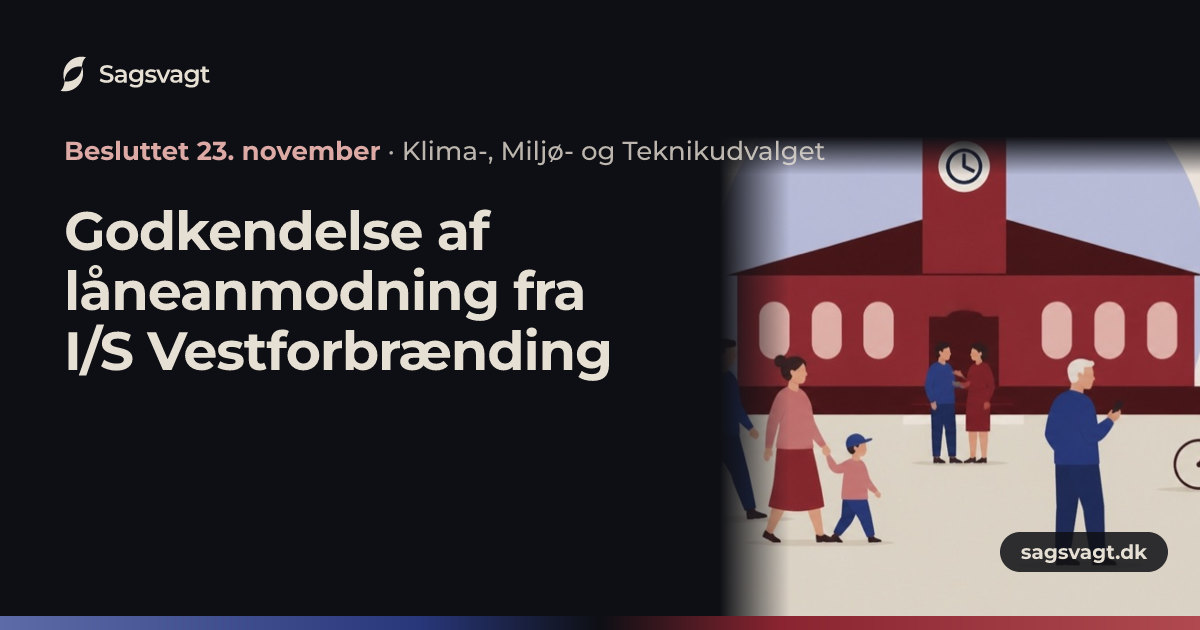 Sagsvagt
Besluttet 23. november · Klima-, Miljø- og Teknikudvalget
Godkendelse af
låneanmodning fra
I/S Vestforbrænding
sagsvagt.dk